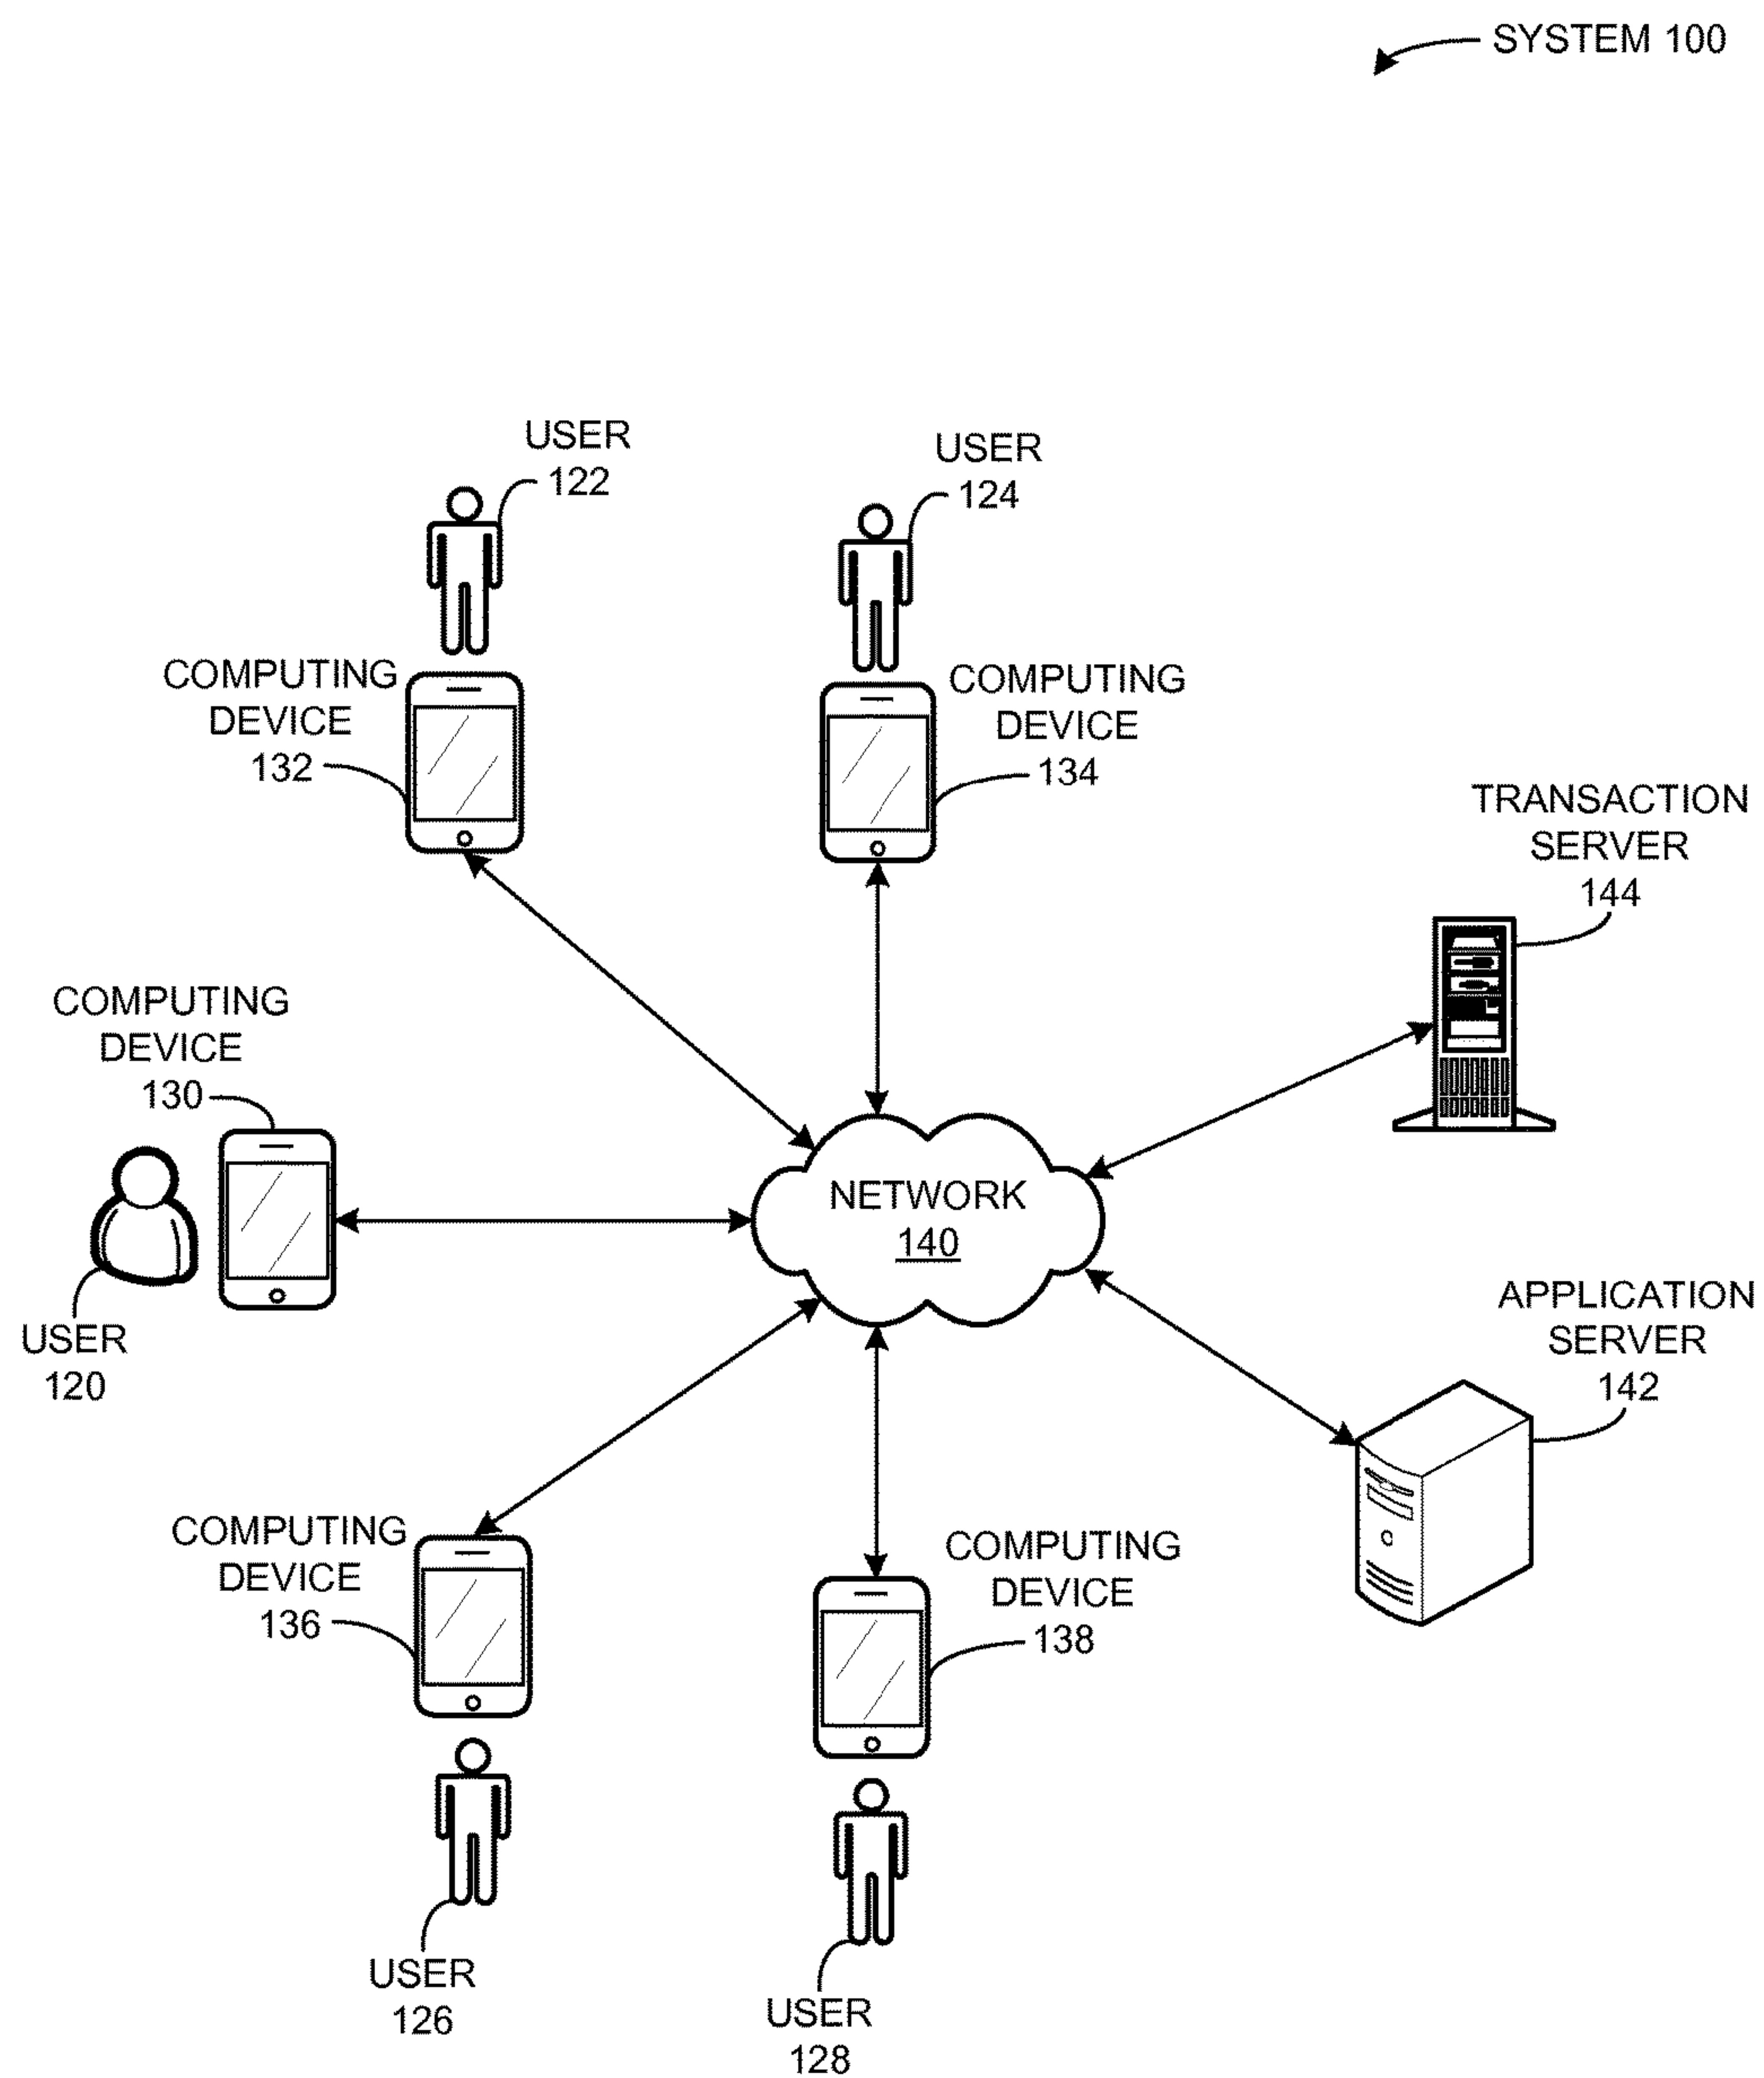 SYSTEM 100
USER
122
USER
124
COMPUTING
DEVICE
132
COMPUTING
DEVICE
134
TRANSACTION
SERVER
144
COMPUTING
DEVICE
130
NETWORK
140
USER
120
APPLICATION
SERVER
142
COMPUTING
DEVICE
136
COMPUTING
DEVICE
138
USER
126
USER
128